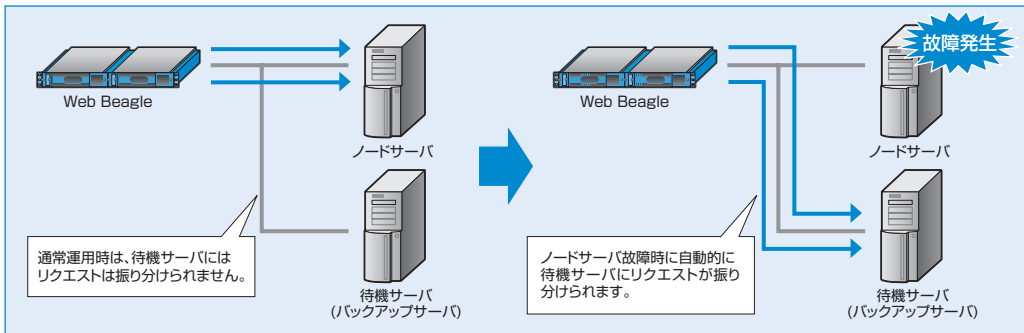 Web Beagle
ノードサーバ
通常運用時は、待機サーバには
リクエストは振り分けられません。
待機サーバ
(バックアップサーバ)
故障発生
Web Beagle
ノードサーバ
ノードサーバ故障時に自動的に
待機サーバにリクエストが振り
分けられます。
待機サーバ
(バックアップサーバ)